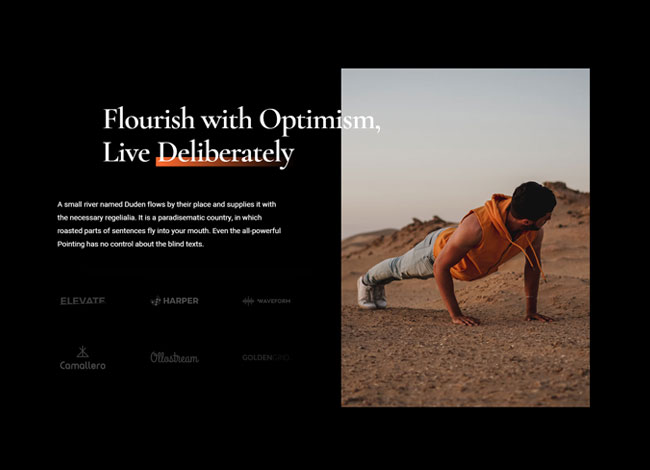 Flourish with Optimism,
Live Deliberately
A small river named Duden flows by their place and supplies it with
the necessary regelialia. It is a paradisematic country, in which
roasted parts of sentences fly into your mouth. Even the all-powerful
Pointing has no control about the blind texts.
ELEVATE HARPER WAVEFORM
Camallero Ollostream GOLDENGRID